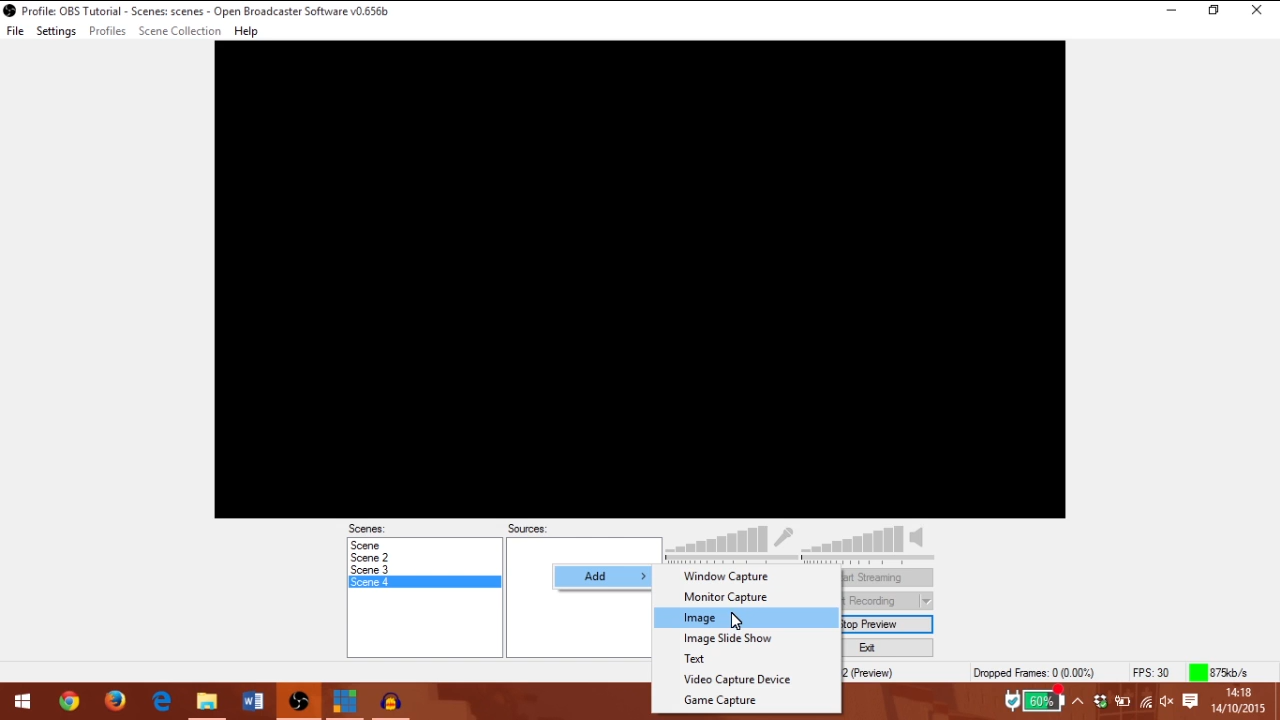 Profile: OBS Tutorial - Scenes: scenes - Open Broadcaster Software v0.656b
File Settings Profiles Scene Collection Help
Scenes:
Scene
Scene 2
Scene 3
Scene 4
Sources:
Add
Window Capture
Monitor Capture
Image
Image Slide Show
Text
Video Capture Device
Game Capture
Streaming
Recording
Preview
Exit
(Preview)
Dropped Frames: 0 (0.00%)
FPS: 30
875kb/s
60%
14:18
14/10/2015